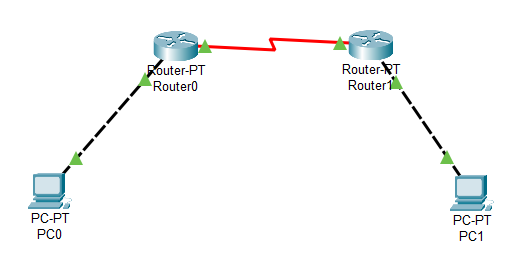 Router-PT
Router0
Router-PT
Router1
PC-PT
PC0
PC-PT
PC1